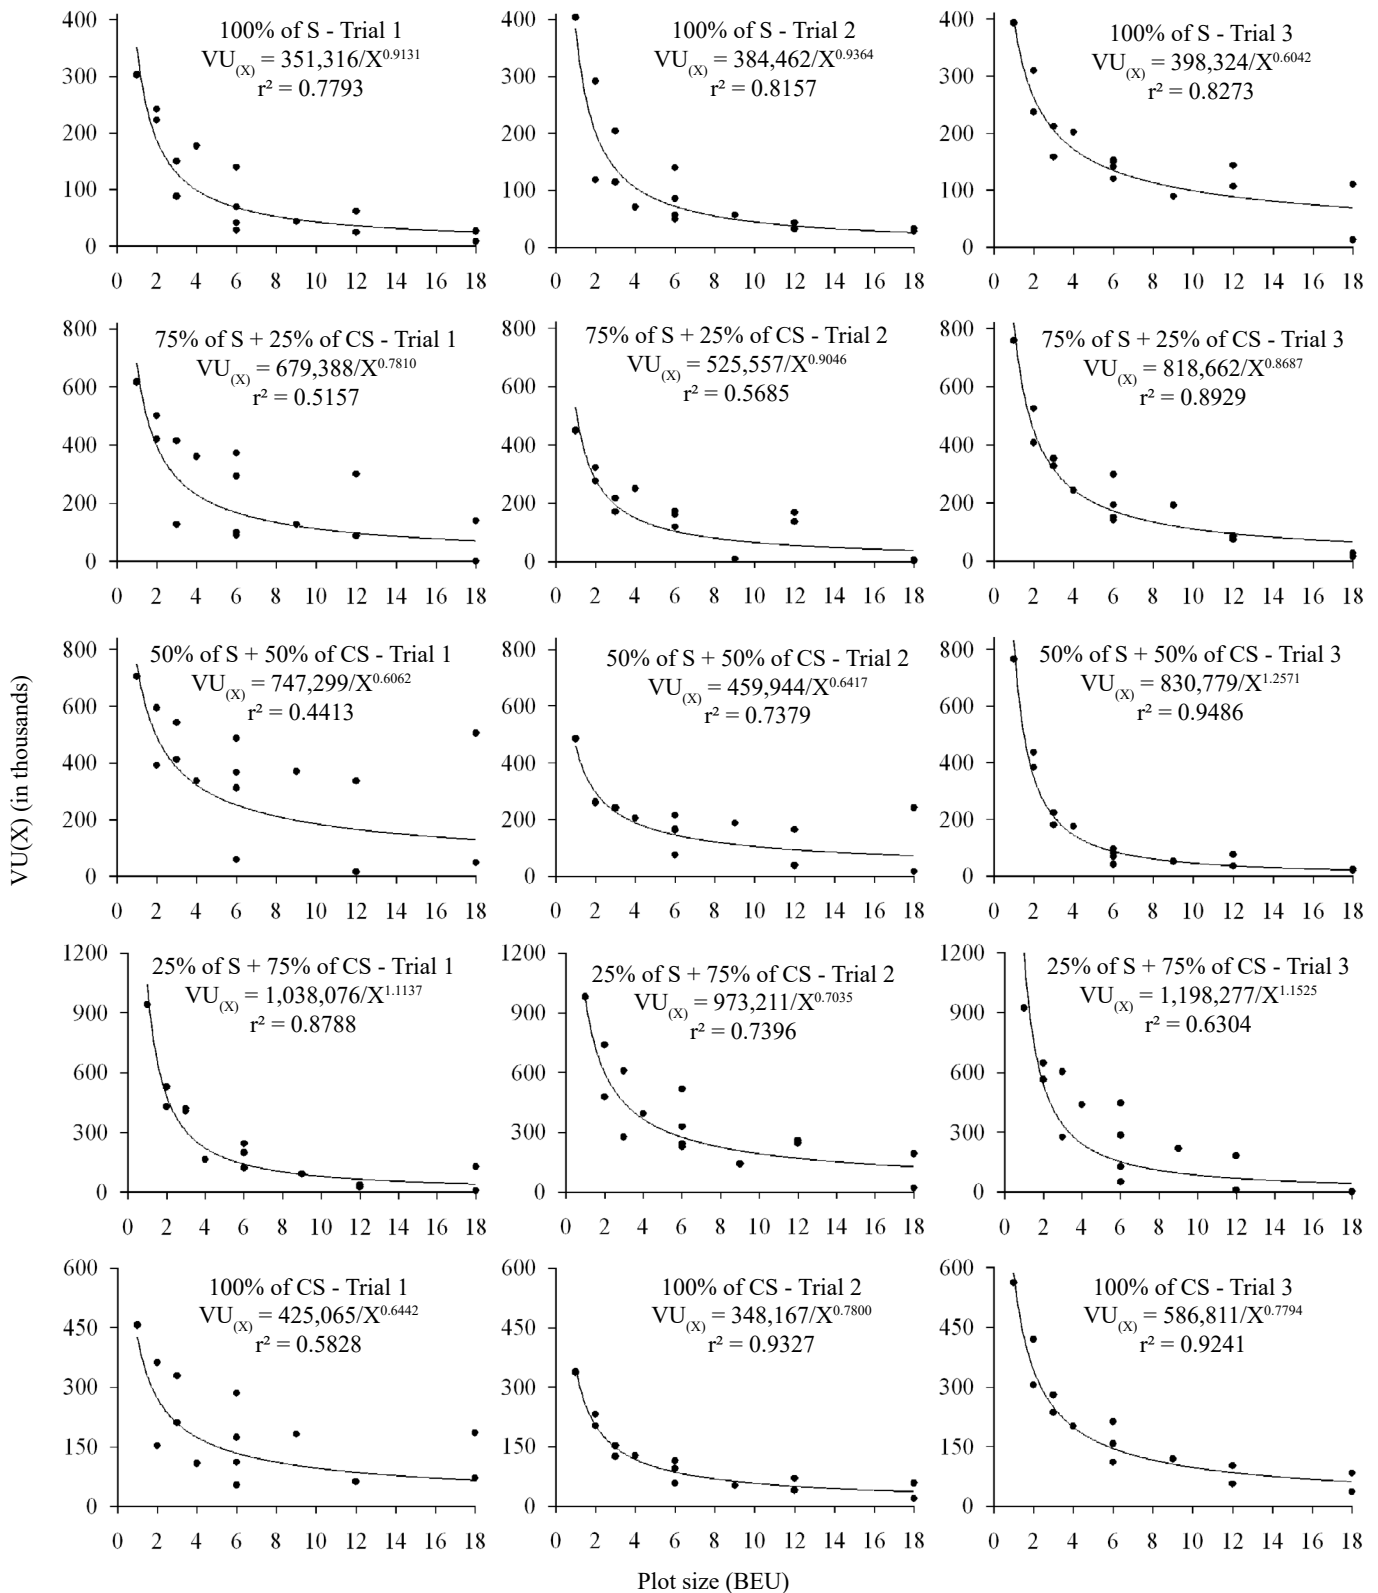 100% of S - Trial 1
VU(X) = 351,316/X^0.9131
r² = 0.7793
400
300
200
100
0
0 2 4 6 8 10 12 14 16 18
100% of S - Trial 2
VU(X) = 384,462/X^0.9364
r² = 0.8157
400
300
200
100
0
0 2 4 6 8 10 12 14 16 18
100% of S - Trial 3
VU(X) = 398,324/X^0.6042
r² = 0.8273
400
300
200
100
0
0 2 4 6 8 10 12 14 16 18
75% of S + 25% of CS - Trial 1
VU(X) = 679,388/X^0.7810
r² = 0.5157
800
600
400
200
0
0 2 4 6 8 10 12 14 16 18
75% of S + 25% of CS - Trial 2
VU(X) = 525,557/X^0.9046
r² = 0.5685
800
600
400
200
0
0 2 4 6 8 10 12 14 16 18
75% of S + 25% of CS - Trial 3
VU(X) = 818,662/X^0.8687
r² = 0.8929
800
600
400
200
0
0 2 4 6 8 10 12 14 16 18
VU(X) (in thousands)
50% of S + 50% of CS - Trial 1
VU(X) = 747,299/X^0.6062
r² = 0.4413
800
600
400
200
0
0 2 4 6 8 10 12 14 16 18
50% of S + 50% of CS - Trial 2
VU(X) = 459,944/X^0.6417
r² = 0.7379
800
600
400
200
0
0 2 4 6 8 10 12 14 16 18
50% of S + 50% of CS - Trial 3
VU(X) = 830,779/X^1.2571
r² = 0.9486
800
600
400
200
0
0 2 4 6 8 10 12 14 16 18
25% of S + 75% of CS - Trial 1
VU(X) = 1,038,076/X^1.1137
r² = 0.8788
1200
900
600
300
0
0 2 4 6 8 10 12 14 16 18
25% of S + 75% of CS - Trial 2
VU(X) = 973,211/X^0.7035
r² = 0.7396
1200
900
600
300
0
0 2 4 6 8 10 12 14 16 18
25% of S + 75% of CS - Trial 3
VU(X) = 1,198,277/X^1.1525
r² = 0.6304
1200
900
600
300
0
0 2 4 6 8 10 12 14 16 18
100% of CS - Trial 1
VU(X) = 425,065/X^0.6442
r² = 0.5828
600
450
300
150
0
0 2 4 6 8 10 12 14 16 18
100% of CS - Trial 2
VU(X) = 348,167/X^0.7800
r² = 0.9327
600
450
300
150
0
0 2 4 6 8 10 12 14 16 18
100% of CS - Trial 3
VU(X) = 586,811/X^0.7794
r² = 0.9241
600
450
300
150
0
0 2 4 6 8 10 12 14 16 18
Plot size (BEU)